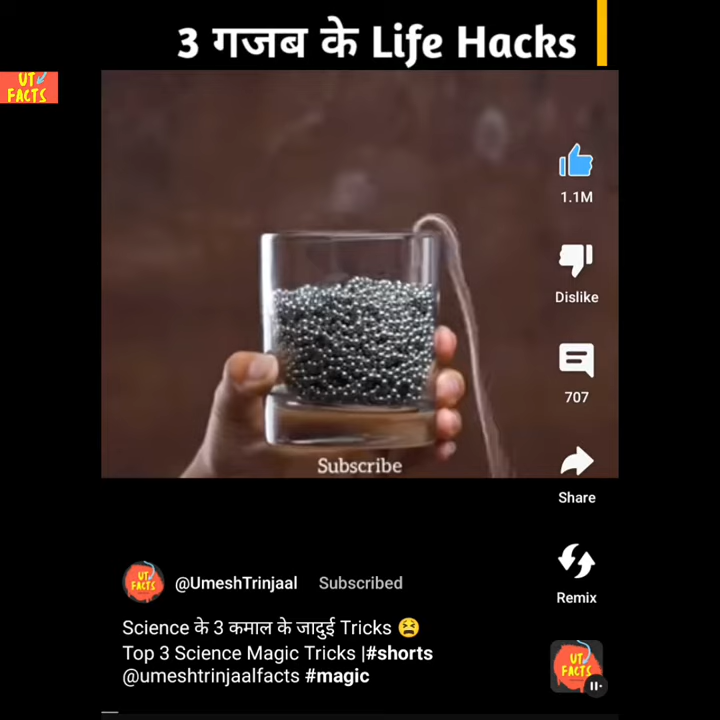 3 गजब के Life Hacks
UT
FACTS
1.1M
Dislike
707
Subscribe
Share
UT
FACTS
@UmeshTrinjaal Subscribed
Remix
Science के 3 कमाल के जादुई Tricks 😫
Top 3 Science Magic Tricks |#shorts
@umeshtrinjaalfacts #magic
UT
FACTS